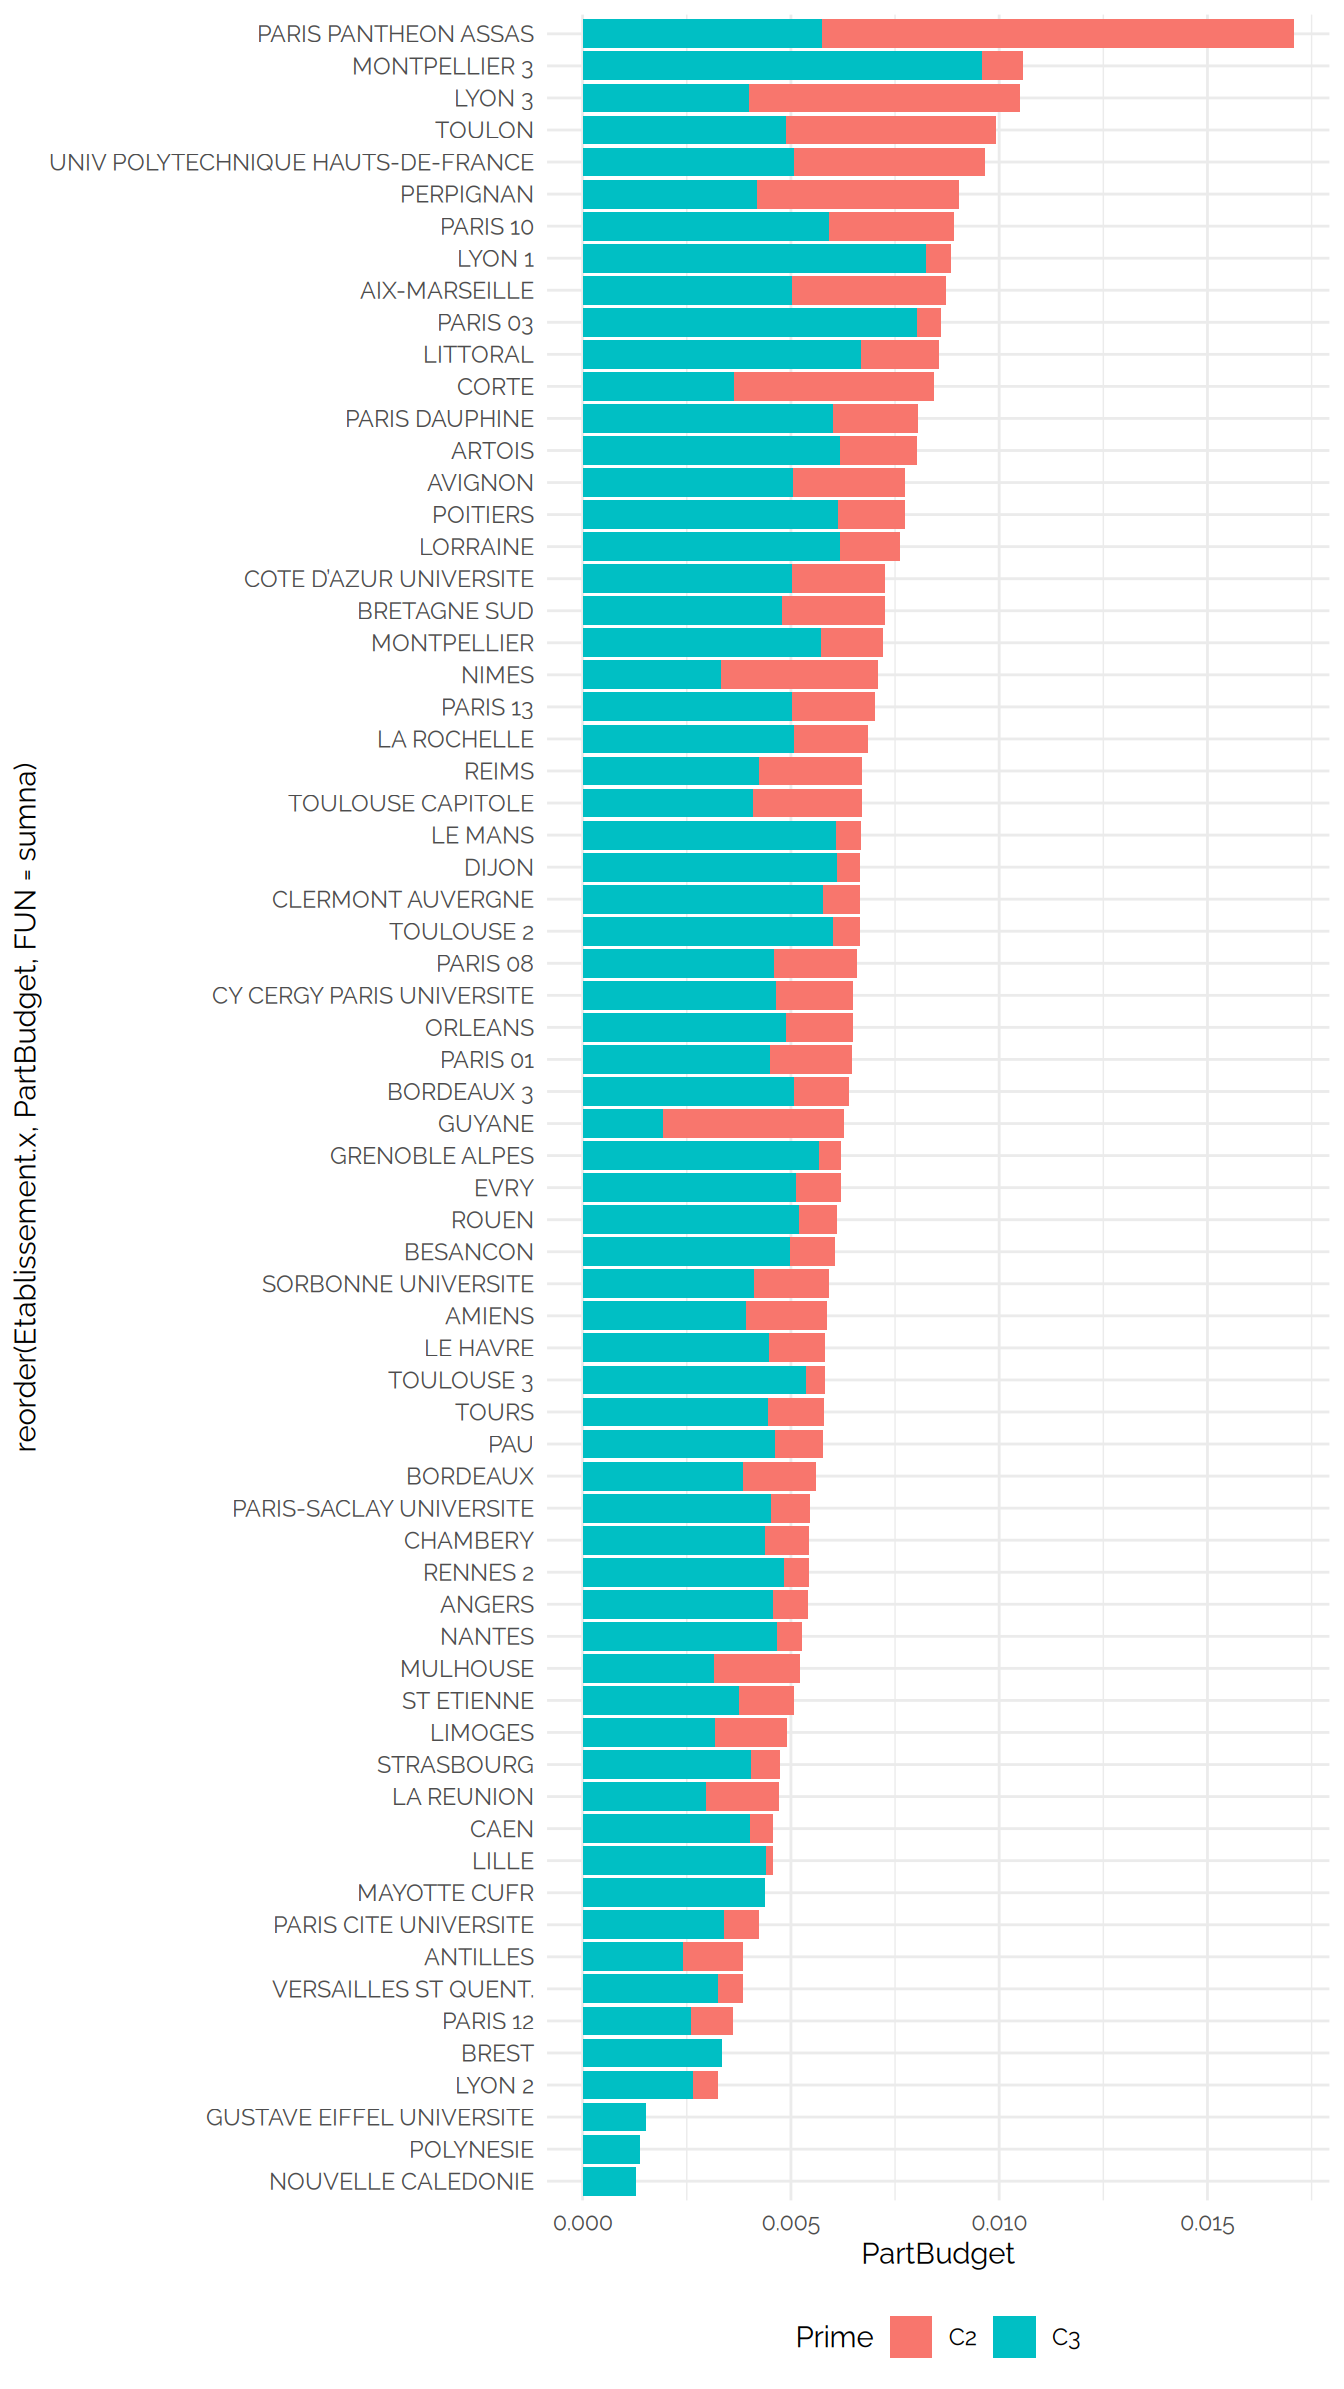 PARIS PANTHEON ASSAS
MONTPELLIER 3
LYON 3
TOULON
UNIV POLYTECHNIQUE HAUTS-DE-FRANCE
PERPIGNAN
PARIS 10
LYON 1
AIX-MARSEILLE
PARIS 03
LITTORAL
CORTE
PARIS DAUPHINE
ARTOIS
AVIGNON
POITIERS
LORRAINE
COTE D'AZUR UNIVERSITE
BRETAGNE SUD
MONTPELLIER
NIMES
PARIS 13
LA ROCHELLE
REIMS
TOULOUSE CAPITOLE
LE MANS
DIJON
CLERMONT AUVERGNE
TOULOUSE 2
PARIS 08
CY CERGY PARIS UNIVERSITE
ORLEANS
PARIS 01
BORDEAUX 3
GUYANE
GRENOBLE ALPES
EVRY
ROUEN
BESANCON
SORBONNE UNIVERSITE
AMIENS
LE HAVRE
TOULOUSE 3
TOURS
PAU
BORDEAUX
PARIS-SACLAY UNIVERSITE
CHAMBERY
RENNES 2
ANGERS
NANTES
MULHOUSE
ST ETIENNE
LIMOGES
STRASBOURG
LA REUNION
CAEN
LILLE
MAYOTTE CUFR
PARIS CITE UNIVERSITE
ANTILLES
VERSAILLES ST QUENT.
PARIS 12
BREST
LYON 2
GUSTAVE EIFFEL UNIVERSITE
POLYNESIE
NOUVELLE CALEDONIE
reorder(Etablissement.x, PartBudget, FUN = sumna)
0.000 0.005 0.010 0.015
PartBudget
Prime C2 C3